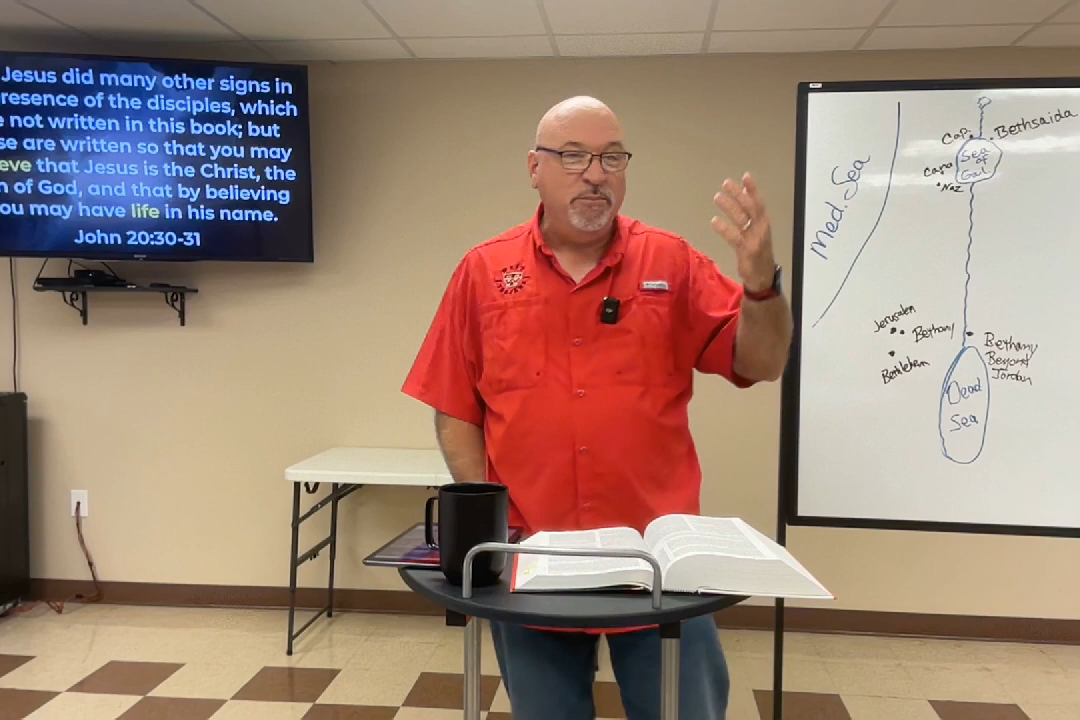 Jesus did many other signs in
resence of the disciples, which
e not written in this book; but
se are written so that you may
eve that Jesus is the Christ, the
n of God, and that by believing
ou may have life in his name.
John 20:30-31
Med. Sea
Cap.
Bethsaida
Sea
of
Gal
Cana
Naz
Jerusalem
Bethany
Bethlehem
Bethany
Beyond
Jordan
Dead
Sea